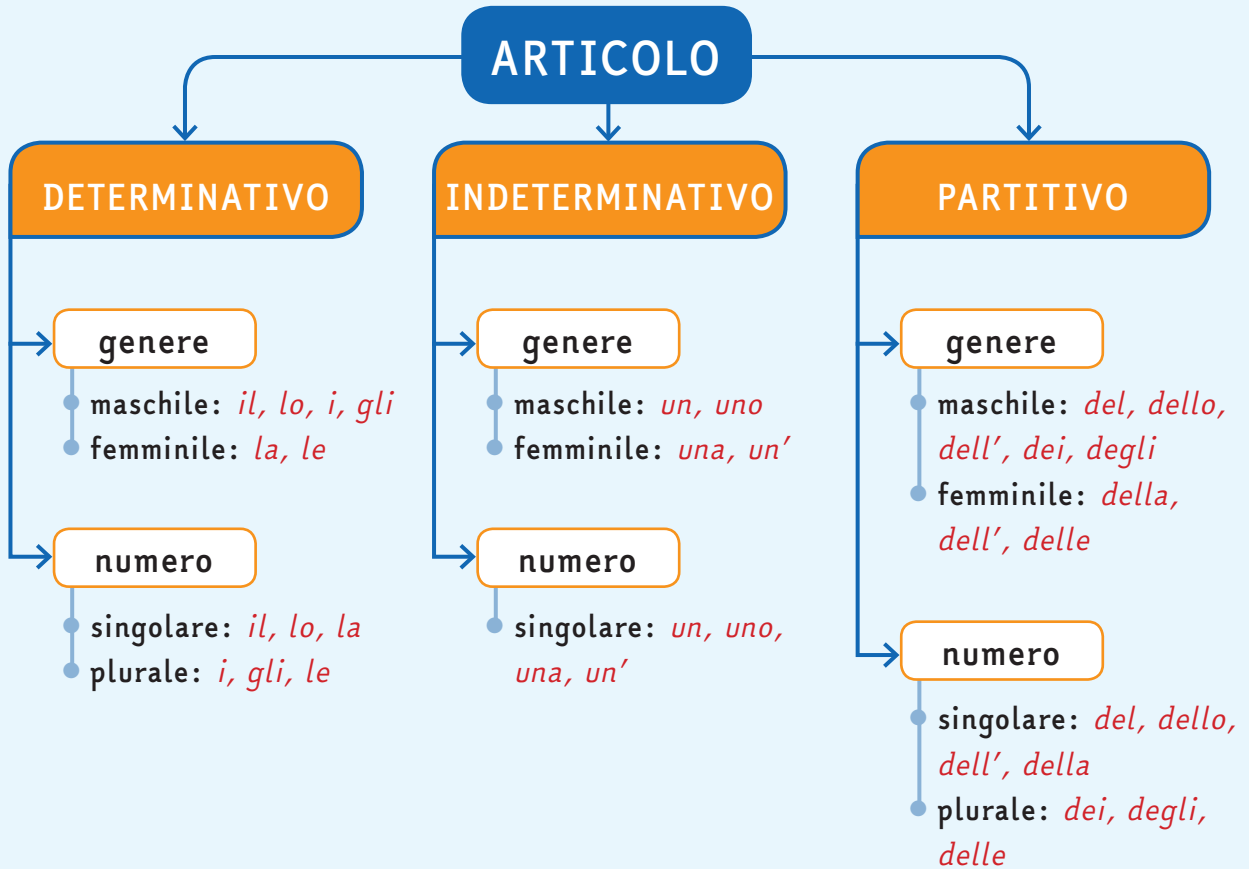 ARTICOLO
DETERMINATIVO
genere
maschile: il, lo, i, gli
femminile: la, le
numero
singolare: il, lo, la
plurale: i, gli, le
INDETERMINATIVO
genere
maschile: un, uno
femminile: una, un’
numero
singolare: un, uno,
una, un’
PARTITIVO
genere
maschile: del, dello,
dell’, dei, degli
femminile: della,
dell’, delle
numero
singolare: del, dello,
dell’, della
plurale: dei, degli,
delle